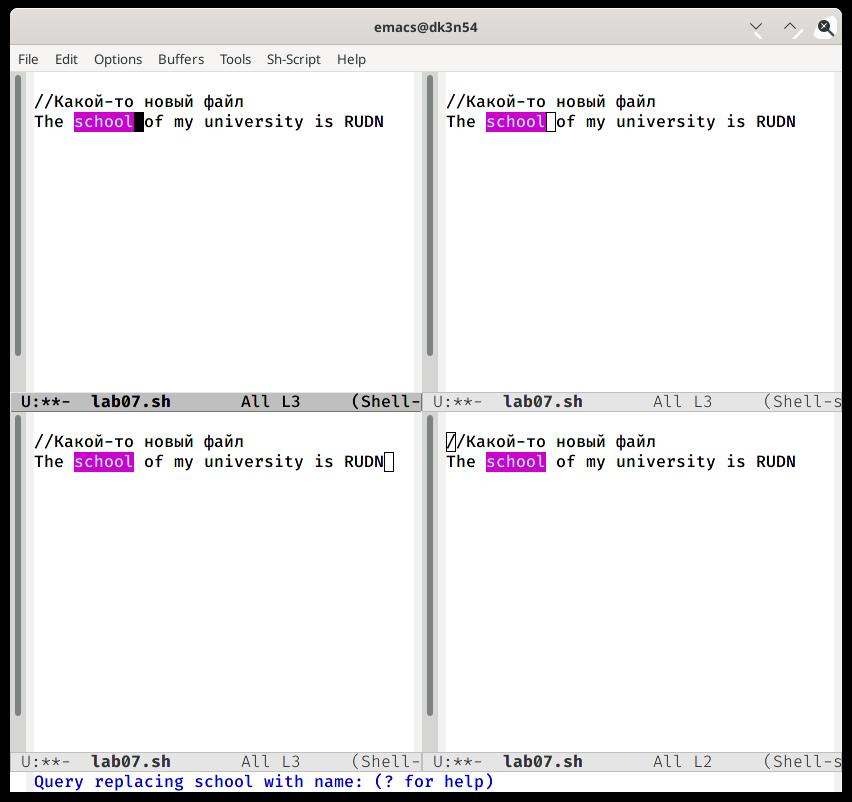 emacs@dk3n54
File Edit Options Buffers Tools Sh-Script Help
//Какой-то новый файл
The school of my university is RUDN
U:**- lab07.sh All L3 (Shell-
//Какой-то новый файл
The school of my university is RUDN
U:**- lab07.sh All L3 (Shell-s
//Какой-то новый файл
The school of my university is RUDN
U:**- lab07.sh All L3 (Shell-
//Какой-то новый файл
The school of my university is RUDN
U:**- lab07.sh All L2 (Shell-s
Query replacing school with name: (? for help)